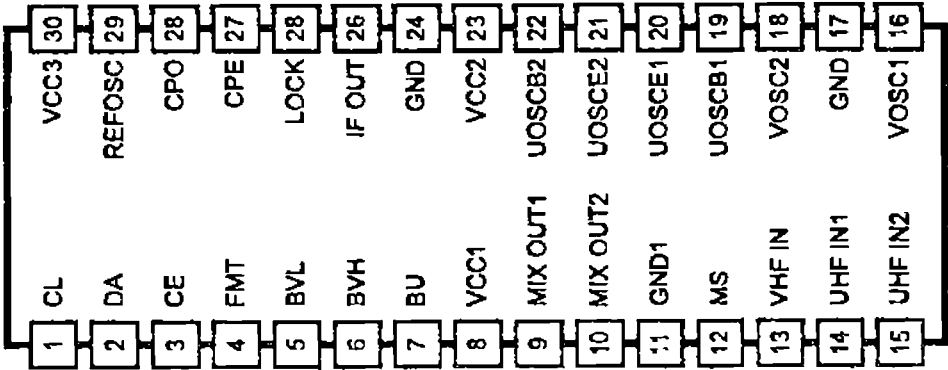 1 CL VCC3 30
2 DA REFOSC 29
3 CE CPO 28
4 FMT CPE 27
5 BVL LOCK 28
6 BVH IF OUT 26
7 BU GND 24
8 VCC1 VCC2 23
9 MIX OUT1 UOSCB2 22
10 MIX OUT2 UOSCE2 21
11 GND1 UOSCE1 20
12 MS UOSCB1 19
13 VHF IN VOSC2 18
14 UHF IN1 GND 17
15 UHF IN2 VOSC1 16